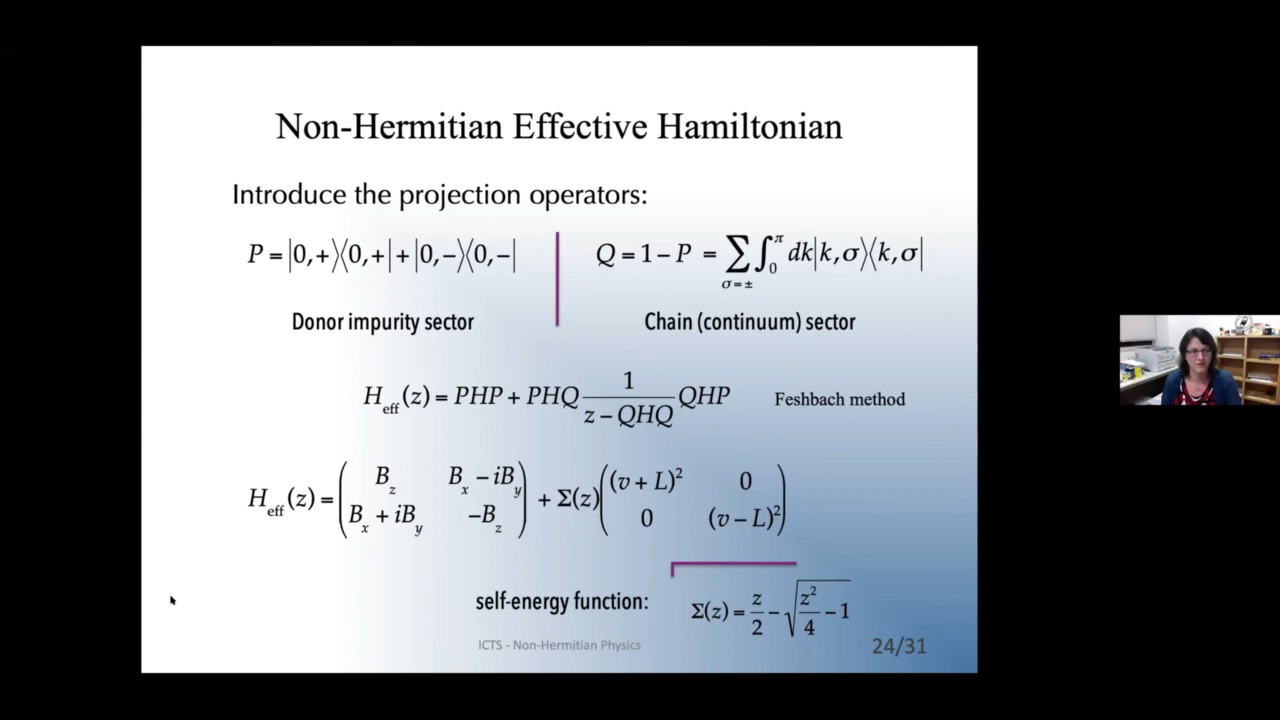 Non-Hermitian Effective Hamiltonian
Introduce the projection operators:
P = |0,+⟩⟨0,+| + |0,−⟩⟨0,−|
Q = 1 − P = ∑_{σ=±} ∫_0^π dk|k,σ⟩⟨k,σ|
Donor impurity sector
Chain (continuum) sector
H_eff(z) = PHP + PHQ 1/(z − QHQ) QHP
Feshbach method
H_eff(z) = ( B_z  B_x − iB_y ; B_x + iB_y  −B_z ) + Σ(z) ( (v + L)^2  0 ; 0  (v − L)^2 )
self-energy function:
Σ(z) = z/2 − √(z^2/4 − 1)
ICTS - Non-Hermitian Physics
24/31